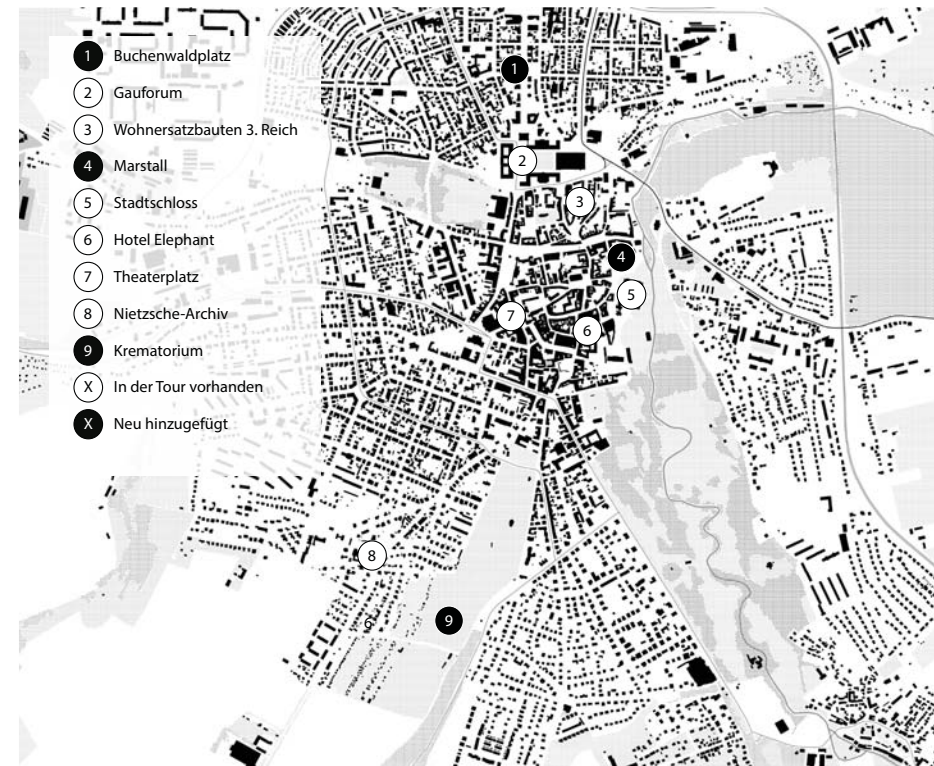 1 Buchenwaldplatz
2 Gauforum
3 Wohnersatzbauten 3. Reich
4 Marstall
5 Stadtschloss
6 Hotel Elephant
7 Theaterplatz
8 Nietzsche-Archiv
9 Krematorium
X In der Tour vorhanden
X Neu hinzugefügt
1
2
3
4
5
7
6
8
6
9